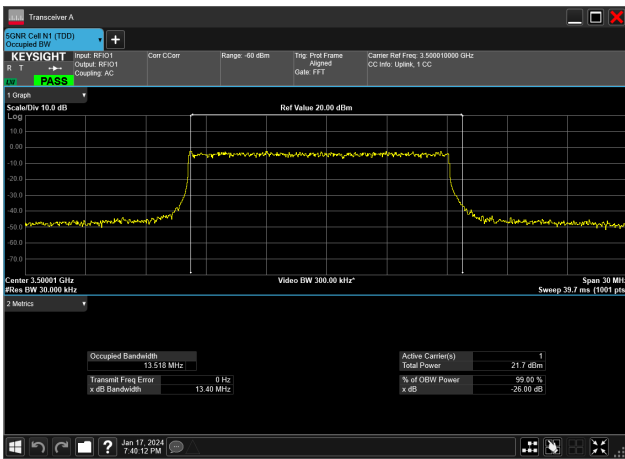 Transceiver A
5GNR Cell N1 (TDD)
Occupied BW
KEYSIGHT
R T
PASS
Input: RFIO1
Output: RFIO1
Coupling: AC
Corr CCorr
Range: -60 dBm
Trig: Prot Frame
Aligned
Gate: FFT
Carrier Ref Freq: 3.500010000 GHz
CC Info: Uplink, 1 CC
1 Graph
Scale/Div 10.0 dB
Ref Value 20.00 dBm
Log
10.0
0.00
-10.0
-20.0
-30.0
-40.0
-50.0
-60.0
-70.0
Center 3.50001 GHz
#Res BW 30.000 kHz
Video BW 300.00 kHz*
Span 30 MHz
Sweep 39.7 ms (1001 pts
2 Metrics
Occupied Bandwidth
13.518 MHz
Transmit Freq Error 0 Hz
x dB Bandwidth 13.40 MHz
Active Carrier(s) 1
Total Power 21.7 dBm
% of OBW Power 99.00 %
x dB -26.00 dB
?
Jan 17, 2024
7:40:12 PM